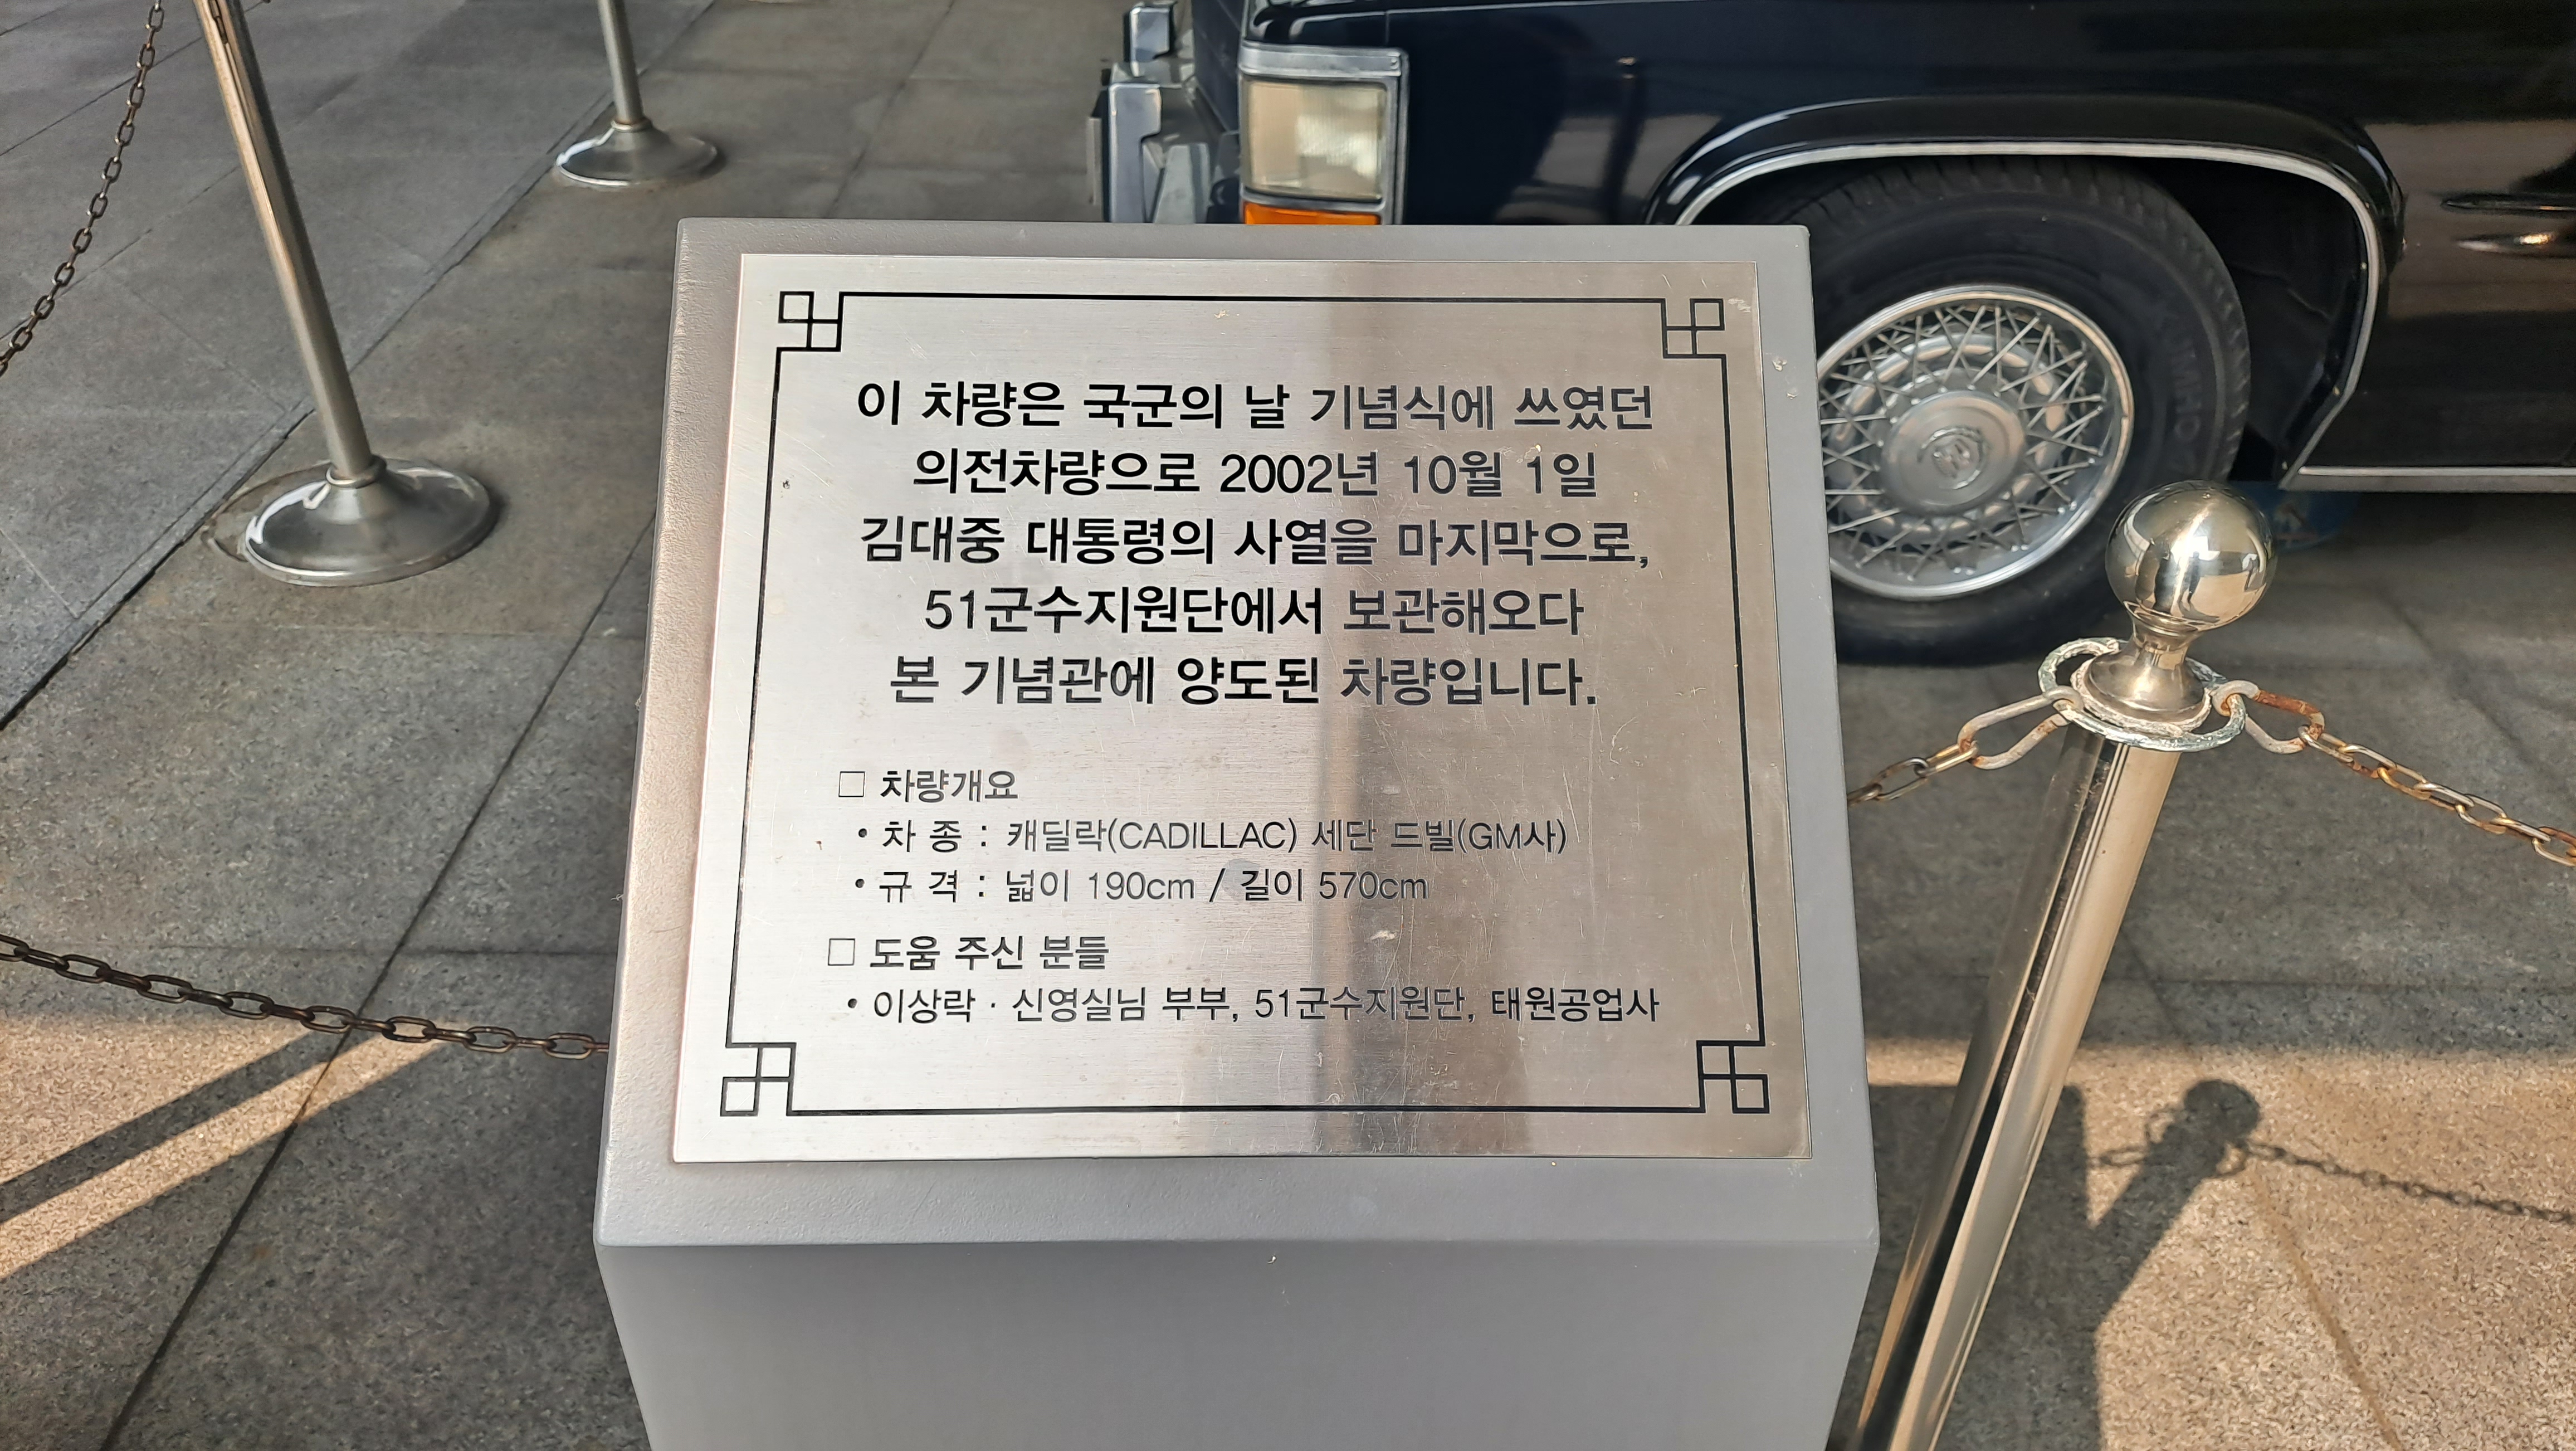 이 차량은 국군의 날 기념식에 쓰였던
의전차량으로 2002년 10월 1일
김대중 대통령의 사열을 마지막으로,
51군수지원단에서 보관해오다
본 기념관에 양도된 차량입니다.
□ 차량개요
• 차 종 : 캐딜락(CADILLAC) 세단 드빌(GM사)
• 규 격 : 넓이 190cm / 길이 570cm
□ 도움 주신 분들
• 이상락 · 신영실님 부부, 51군수지원단, 태원공업사
KUMHO